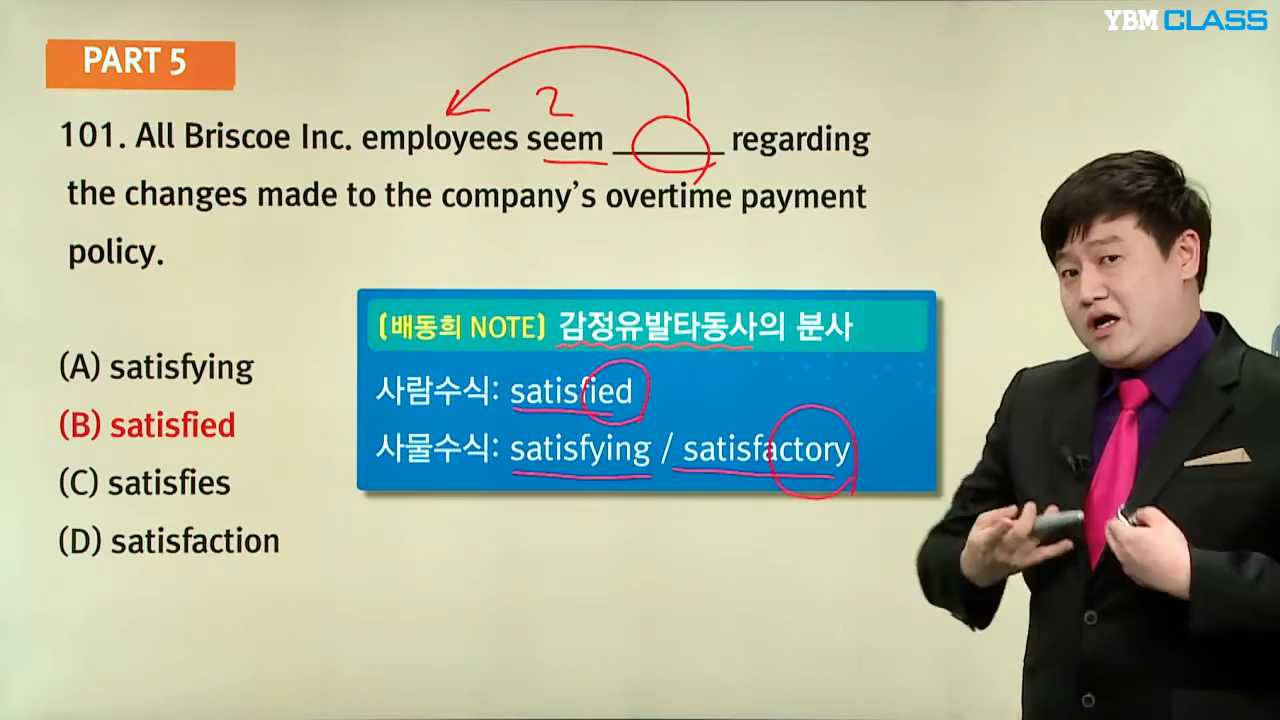 YBM CLASS
PART 5
101. All Briscoe Inc. employees seem ______ regarding
the changes made to the company's overtime payment
policy.
2
(A) satisfying
(B) satisfied
(C) satisfies
(D) satisfaction
(배동희 NOTE) 감정유발타동사의 분사
사람수식: satisfied
사물수식: satisfying / satisfactory